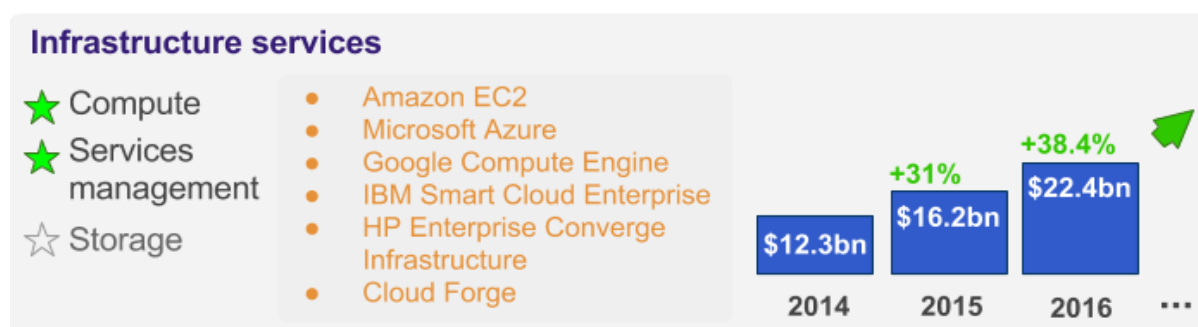 Infrastructure services
Compute
Services
management
Storage
● Amazon EC2
● Microsoft Azure
● Google Compute Engine
● IBM Smart Cloud Enterprise
● HP Enterprise Converge
Infrastructure
● Cloud Forge
+31%
+38.4%
$12.3bn
$16.2bn
$22.4bn
2014
2015
2016
...